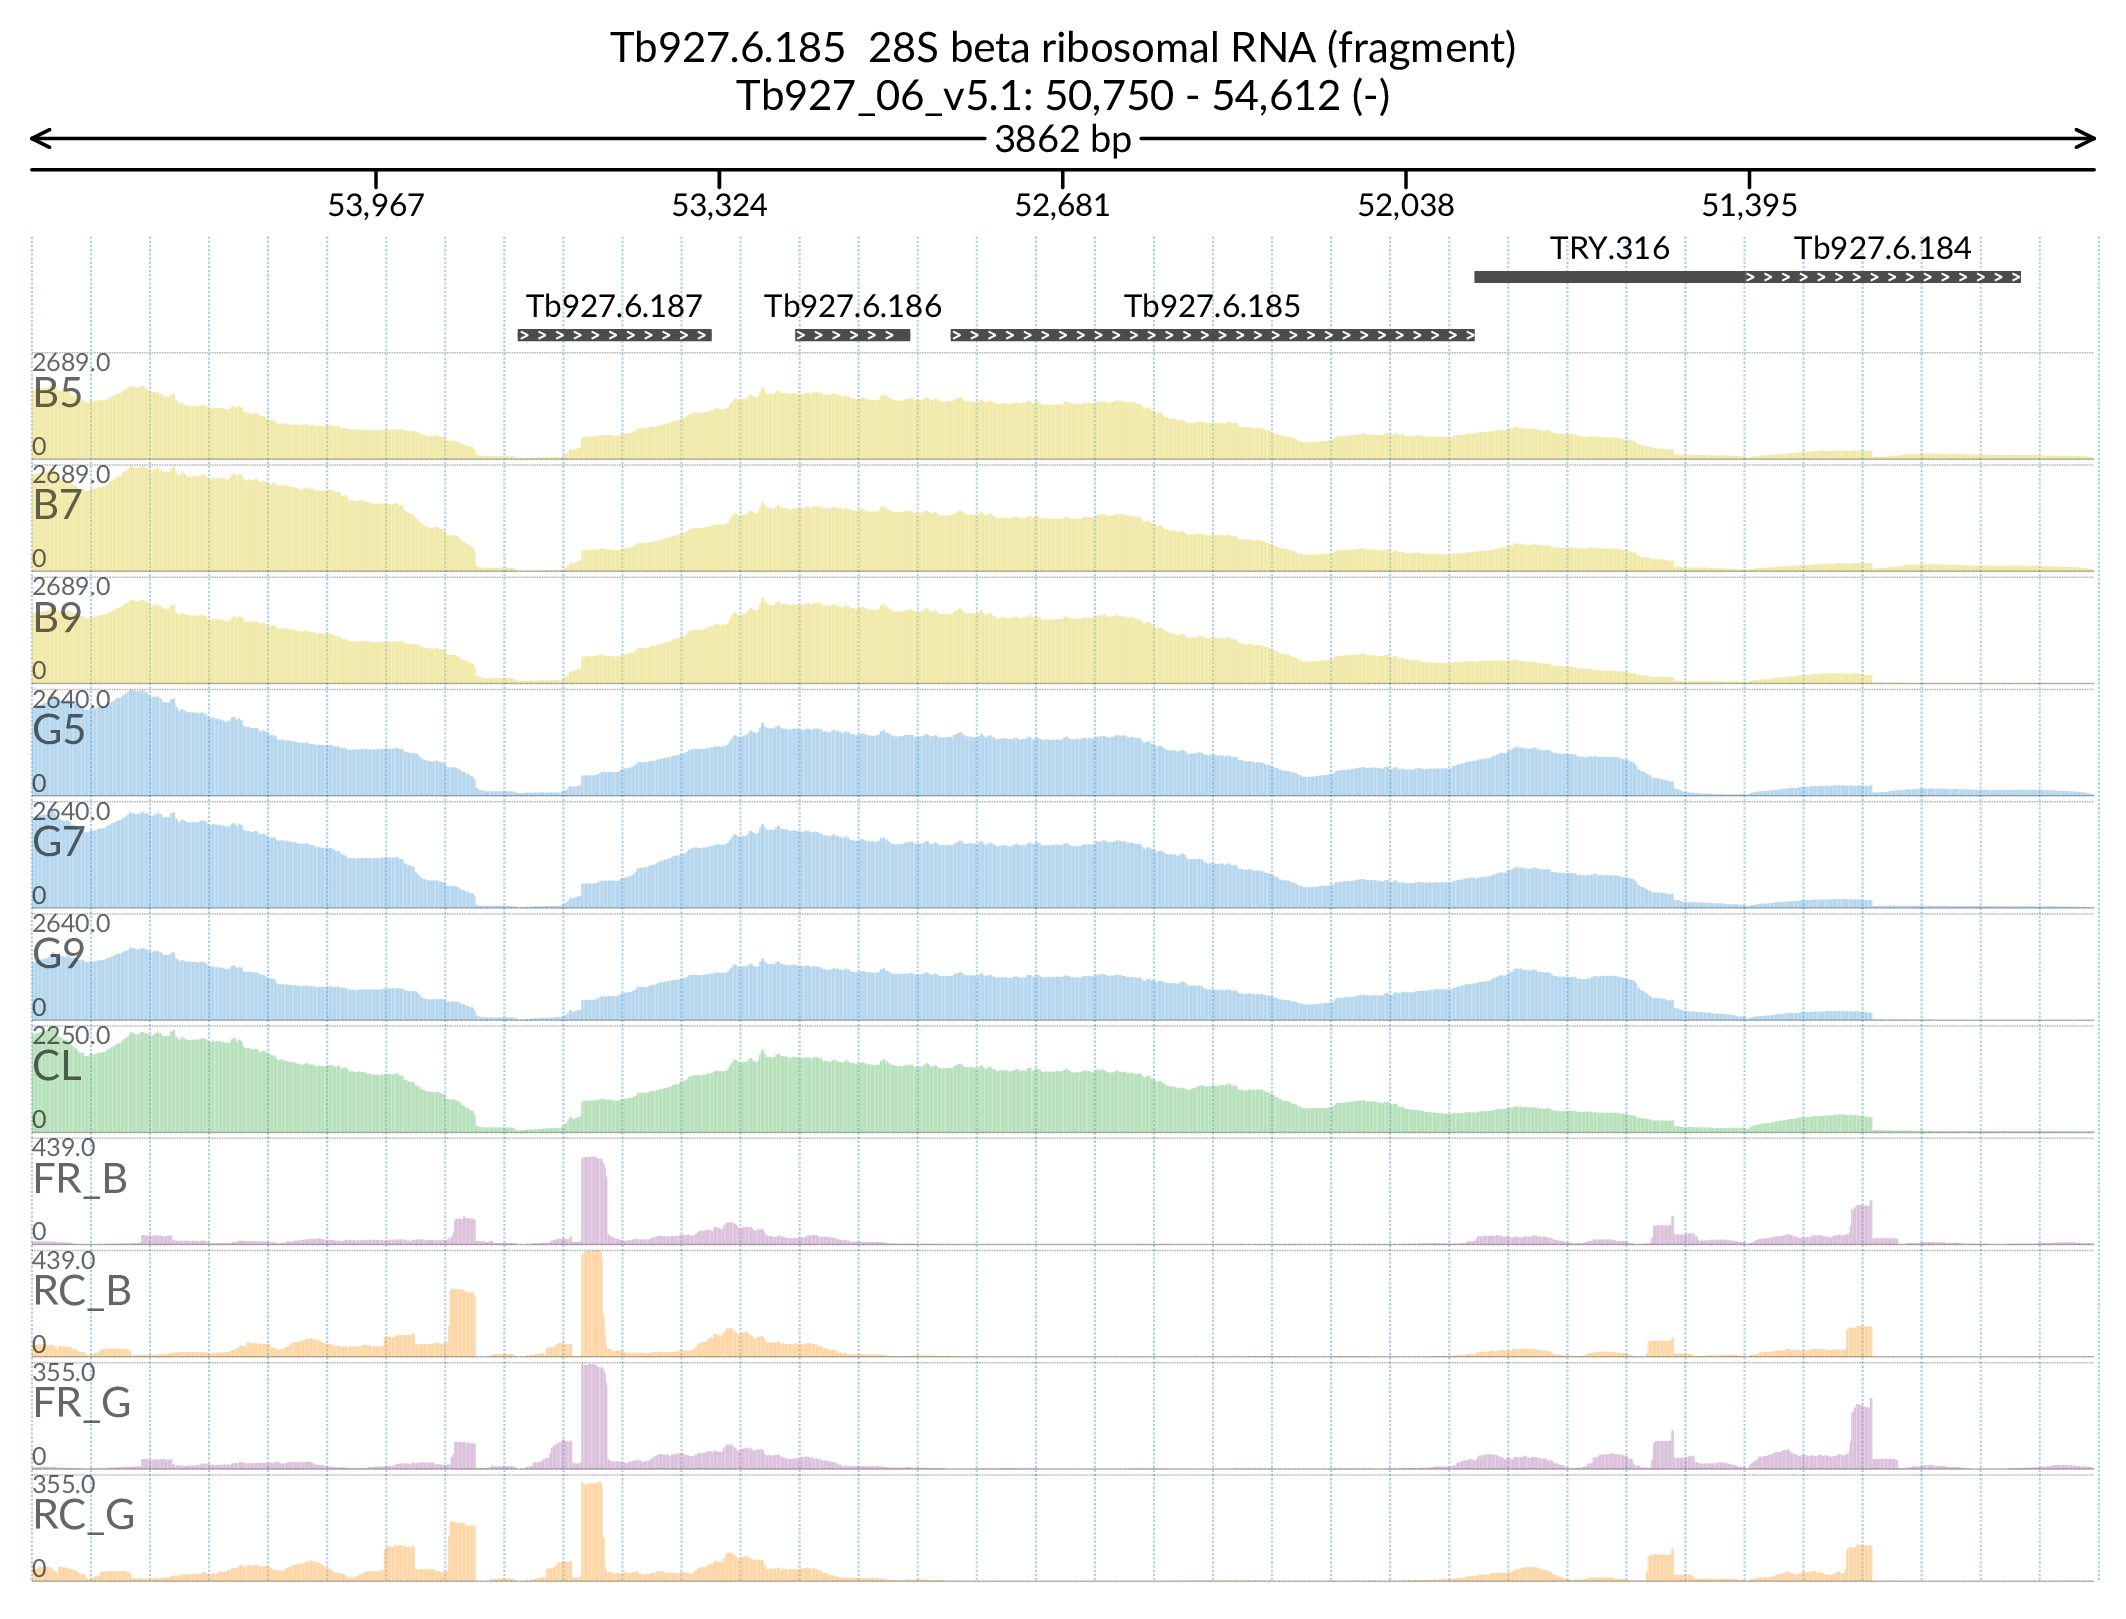 Tb927.6.185  28S beta ribosomal RNA (fragment)
Tb927_06_v5.1: 50,750 - 54,612 (-)
3862 bp
53,967 53,324 52,681 52,038 51,395
TRY.316 Tb927.6.184
Tb927.6.187 Tb927.6.186 Tb927.6.185
2689.0
B5
0
2689.0
B7
0
2689.0
B9
0
2640.0
G5
0
2640.0
G7
0
2640.0
G9
0
2250.0
CL
0
439.0
FR_B
0
439.0
RC_B
0
355.0
FR_G
0
355.0
RC_G
0